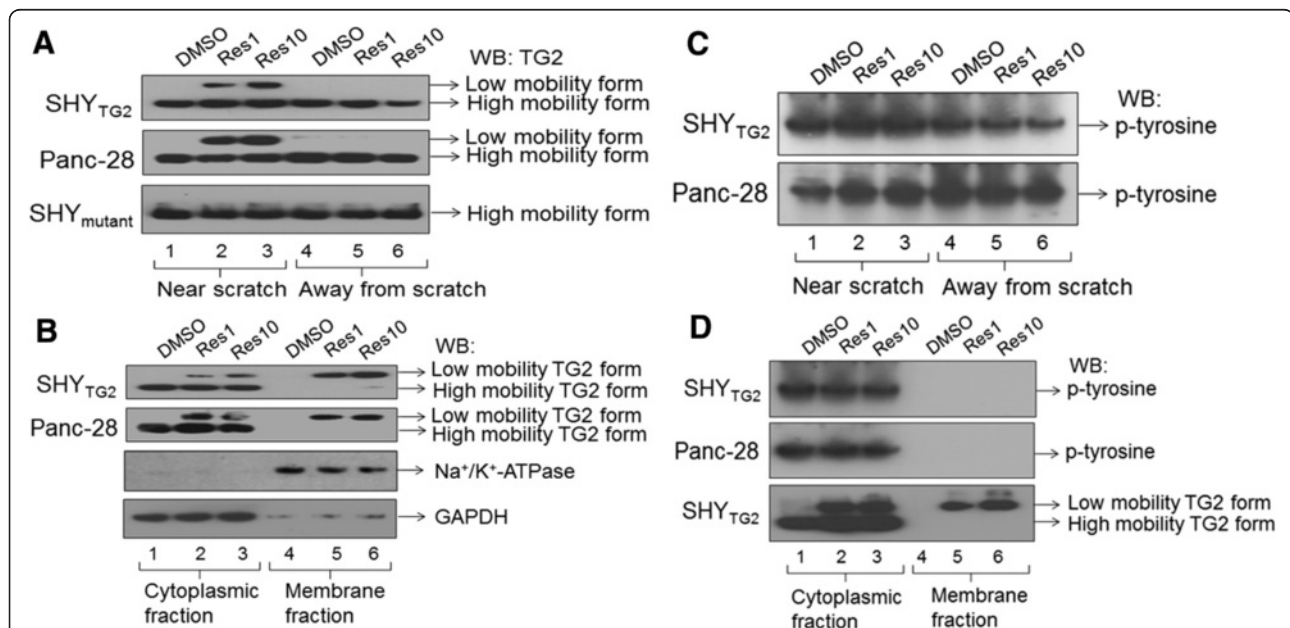 A
DMSO Res1 Res10 DMSO Res1 Res10
WB: TG2
SHY_TG2
Low mobility form
High mobility form
Panc-28
Low mobility form
High mobility form
SHY_mutant
High mobility form
1 2 3 4 5 6
Near scratch Away from scratch
B
DMSO Res1 Res10 DMSO Res1 Res10
WB:
SHY_TG2
Low mobility TG2 form
High mobility TG2 form
Panc-28
Low mobility TG2 form
High mobility TG2 form
Na⁺/K⁺-ATPase
GAPDH
1 2 3 4 5 6
Cytoplasmic Membrane
fraction fraction
C
DMSO Res1 Res10 DMSO Res1 Res10
WB:
SHY_TG2
p-tyrosine
Panc-28
p-tyrosine
1 2 3 4 5 6
Near scratch Away from scratch
D
DMSO Res1 Res10 DMSO Res1 Res10
WB:
SHY_TG2
p-tyrosine
Panc-28
p-tyrosine
SHY_TG2
Low mobility TG2 form
High mobility TG2 form
1 2 3 4 5 6
Cytoplasmic Membrane
fraction fraction